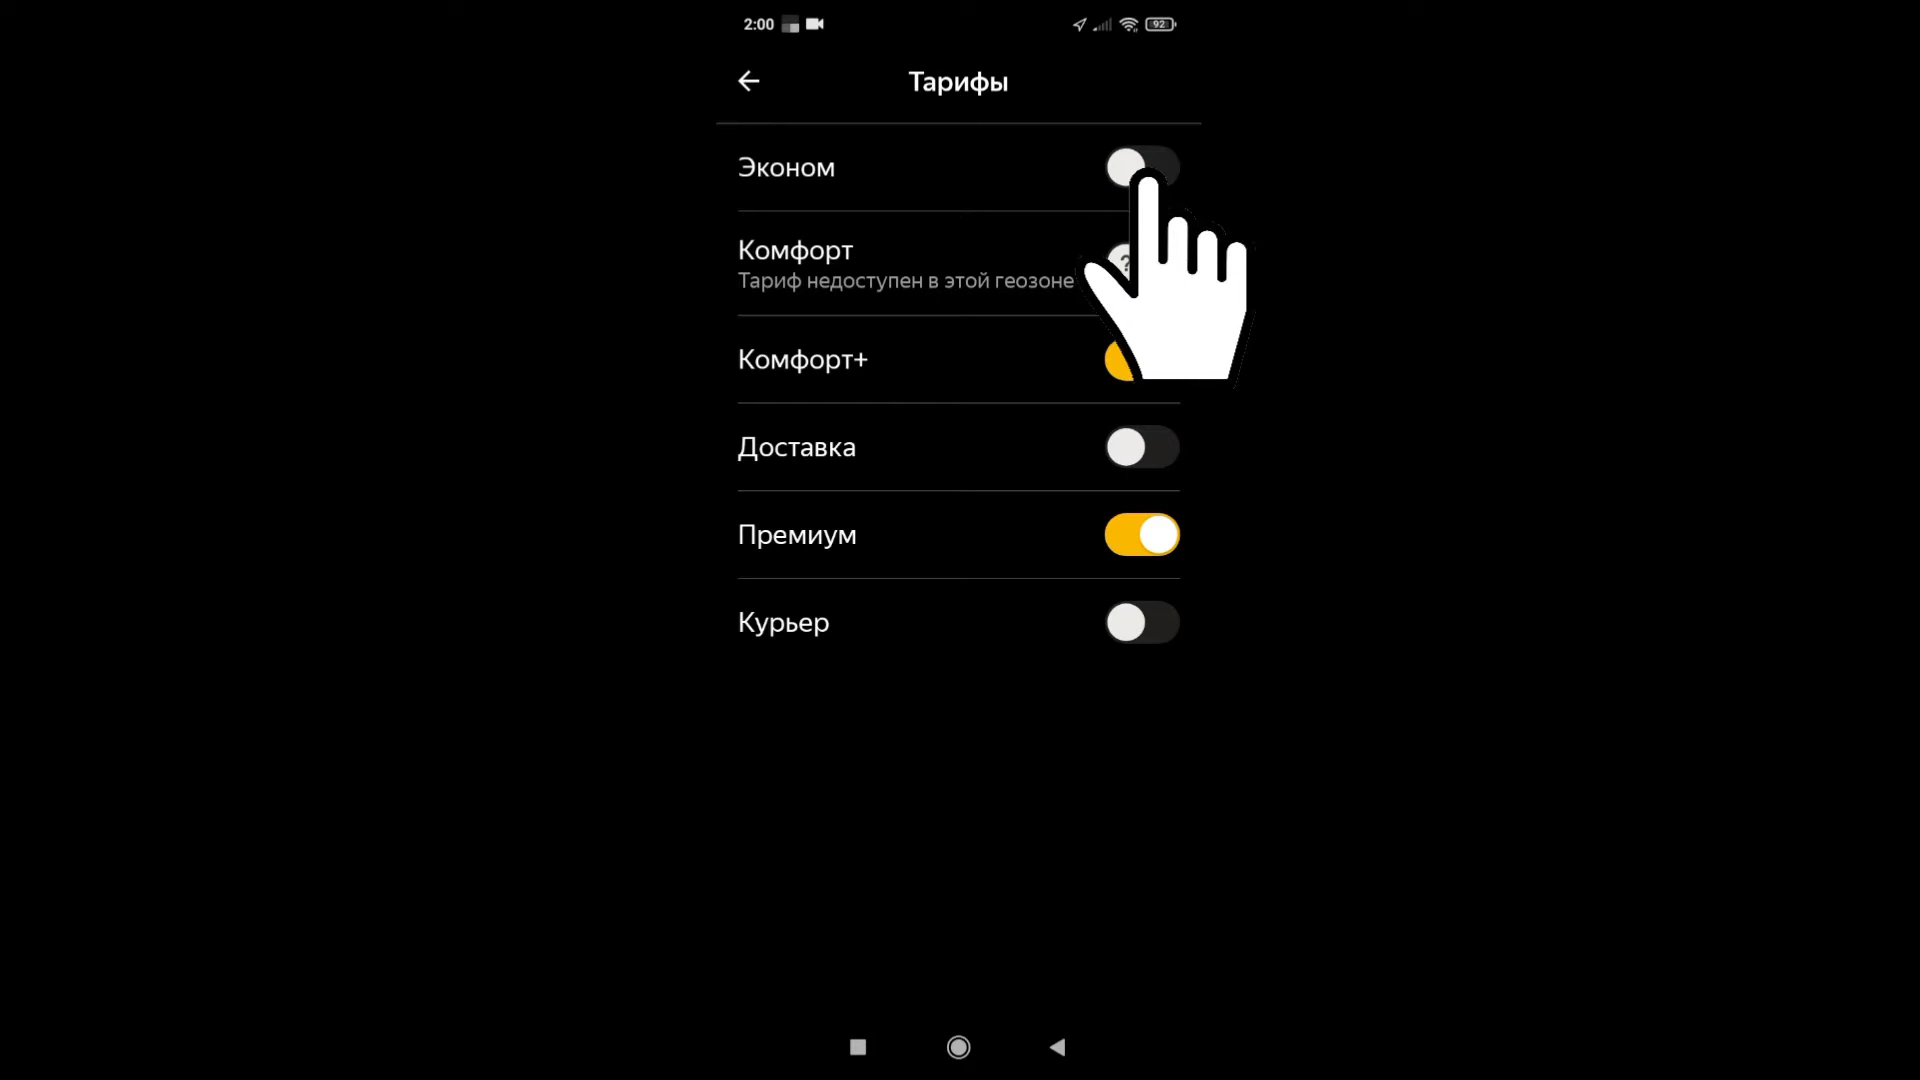 2:00
92
Тарифы
Эконом
Комфорт
?
Тариф недоступен в этой геозоне
Комфорт+
Доставка
Премиум
Курьер